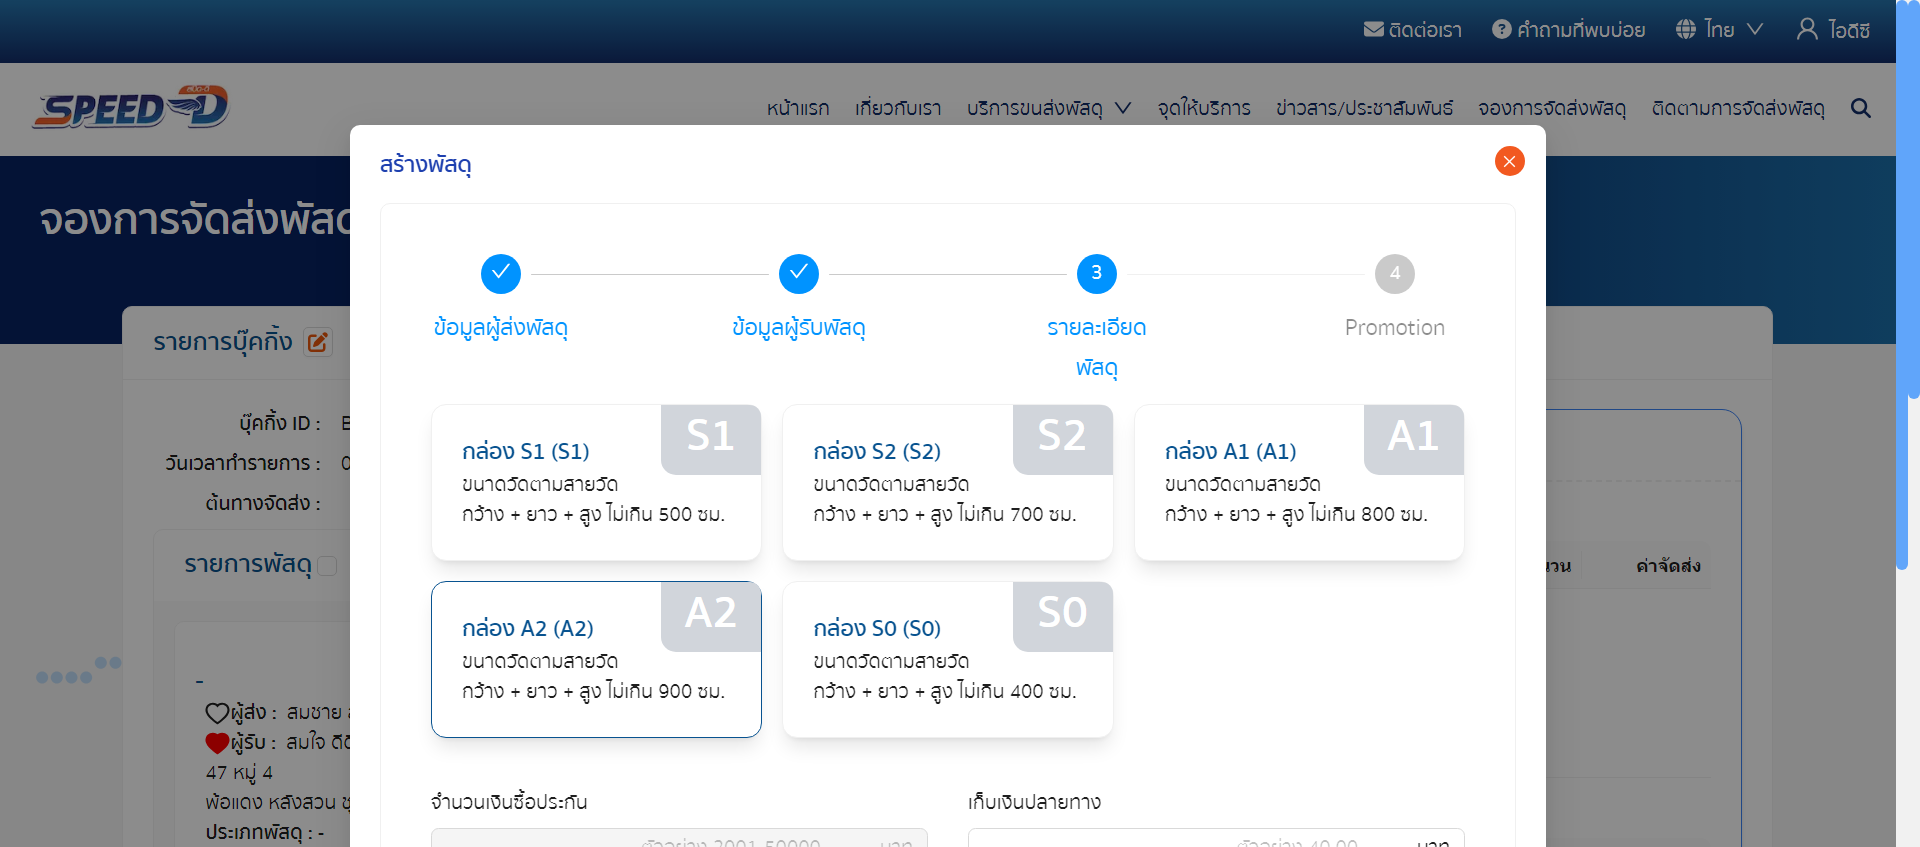 ติดต่อเรา
คำถามที่พบบ่อย
ไทย
ไอดีซี
สปีด-ดี
SPEED-D
หน้าแรก
เกี่ยวกับเรา
บริการขนส่งพัสดุ
จุดให้บริการ
ข่าวสาร/ประชาสัมพันธ์
จองการจัดส่งพัสดุ
ติดตามการจัดส่งพัสดุ
สร้างพัสดุ
จองการจัดส่งพัสดุ
3
4
ข้อมูลผู้ส่งพัสดุ
ข้อมูลผู้รับพัสดุ
รายละเอียด
พัสดุ
Promotion
รายการบุ๊คกิ้ง
บุ๊คกิ้ง ID :
วันเวลาทำรายการ : 0
ต้นทางจัดส่ง :
รายการพัสดุ
-
ผู้ส่ง : สมชาย
ผู้รับ : สมใจ
47 หมู่ 4
พ้อแดง หลังสวน
ประเภทพัสดุ : -
S1
กล่อง S1 (S1)
ขนาดวัดตามสายวัด
กว้าง + ยาว + สูง ไม่เกิน 500 ซม.
S2
กล่อง S2 (S2)
ขนาดวัดตามสายวัด
กว้าง + ยาว + สูง ไม่เกิน 700 ซม.
A1
กล่อง A1 (A1)
ขนาดวัดตามสายวัด
กว้าง + ยาว + สูง ไม่เกิน 800 ซม.
A2
กล่อง A2 (A2)
ขนาดวัดตามสายวัด
กว้าง + ยาว + สูง ไม่เกิน 900 ซม.
S0
กล่อง S0 (S0)
ขนาดวัดตามสายวัด
กว้าง + ยาว + สูง ไม่เกิน 400 ซม.
ค่าจัดส่ง
จำนวนเงินซื้อประกัน
เก็บเงินปลายทาง
ตัวอย่าง 2001-50000 บาท
ตัวอย่าง 40.00 บาท